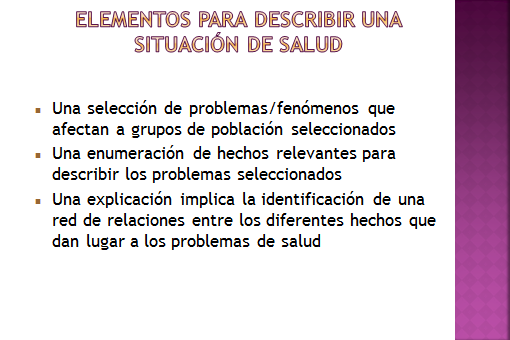 ELEMENTOS PARA DESCRIBIR UNA
SITUACIÓN DE SALUD
Una selección de problemas/fenómenos que
afectan a grupos de población seleccionados
Una enumeración de hechos relevantes para
describir los problemas seleccionados
Una explicación implica la identificación de una
red de relaciones entre los diferentes hechos que
dan lugar a los problemas de salud